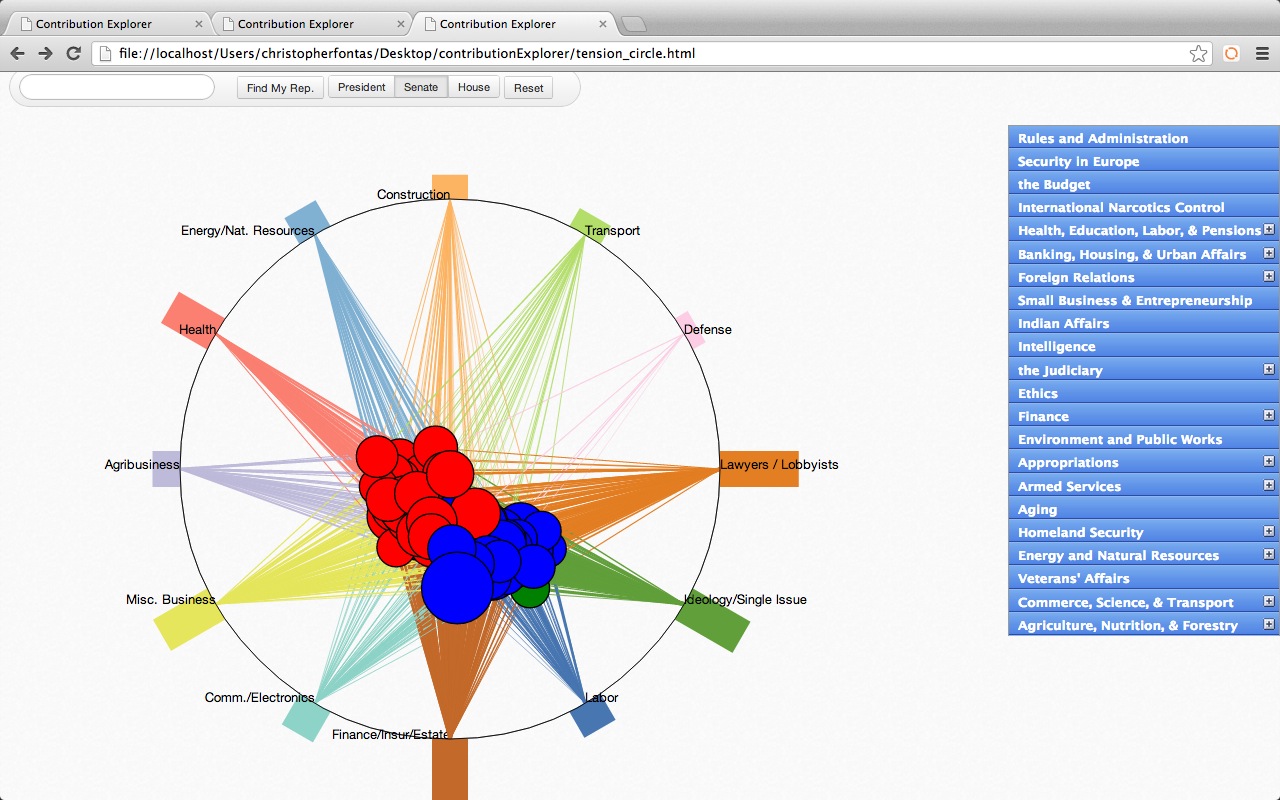 Contribution Explorer
Contribution Explorer
Contribution Explorer
file://localhost/Users/christopherfontas/Desktop/contributionExplorer/tension_circle.html
Find My Rep.
President
Senate
House
Reset
Rules and Administration
Security in Europe
the Budget
International Narcotics Control
Health, Education, Labor, & Pensions
Banking, Housing, & Urban Affairs
Foreign Relations
Small Business & Entrepreneurship
Indian Affairs
Intelligence
the Judiciary
Ethics
Finance
Environment and Public Works
Appropriations
Armed Services
Aging
Homeland Security
Energy and Natural Resources
Veterans' Affairs
Commerce, Science, & Transport
Agriculture, Nutrition, & Forestry
Construction
Energy/Nat. Resources
Transport
Health
Defense
Agribusiness
Lawyers / Lobbyists
Misc. Business
Ideology/Single Issue
Comm./Electronics
Labor
Finance/Insur/Estate